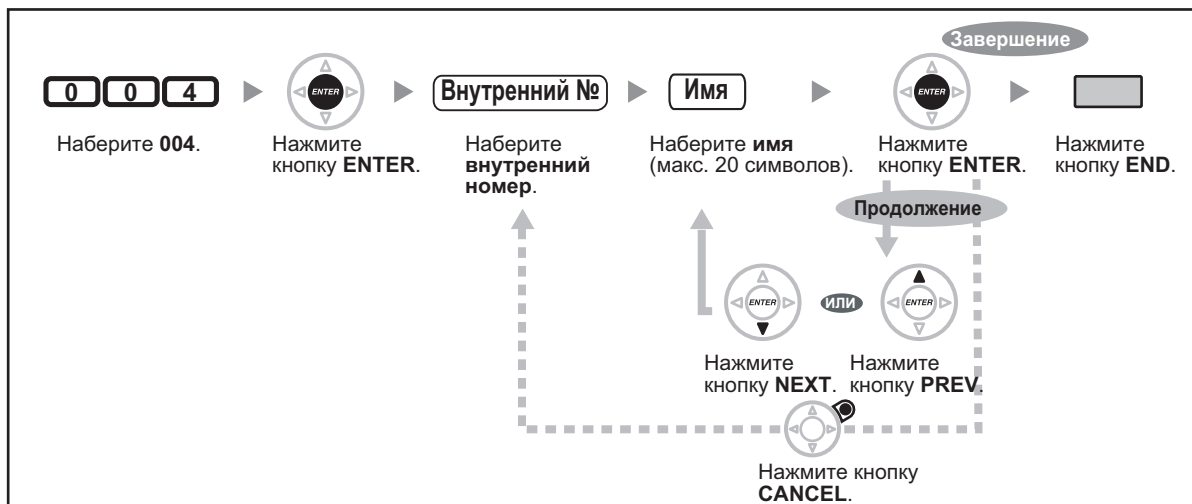 Завершение
0 0 4
ENTER
Внутренний №
Имя
ENTER
Наберите 004.
Нажмите
кнопку ENTER.
Наберите
внутренний
номер.
Наберите имя
(макс. 20 символов).
Нажмите
кнопку ENTER.
Нажмите
кнопку END.
Продолжение
ENTER
ИЛИ
ENTER
Нажмите
кнопку NEXT.
Нажмите
кнопку PREV.
Нажмите кнопку
CANCEL.